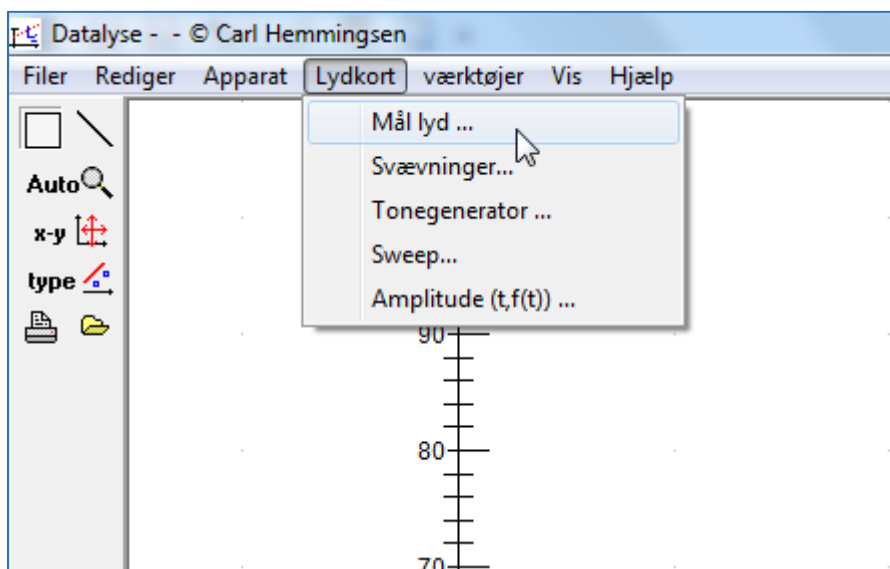 Datalyse - - © Carl Hemmingsen
Filer Rediger Apparat Lydkort værktøjer Vis Hjælp
Mål lyd ...
Svævninger...
Tonegenerator ...
Sweep...
Amplitude (t,f(t)) ...
Auto
x-y
type
90
80
70